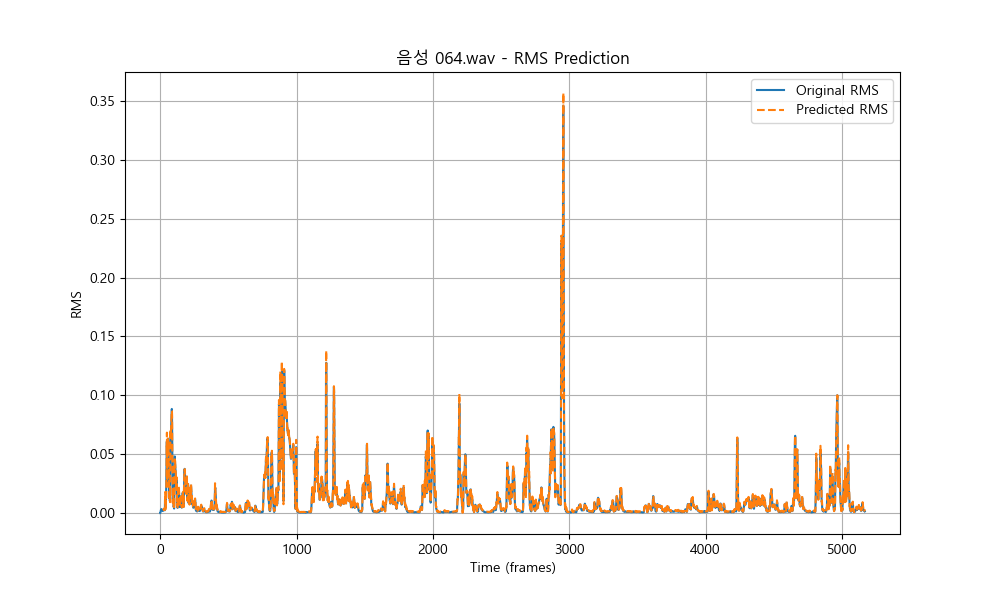 음성 064.wav - RMS Prediction
Original RMS
Predicted RMS
0.35
0.30
0.25
0.20
0.15
0.10
0.05
0.00
RMS
0
1000
2000
3000
4000
5000
Time (frames)